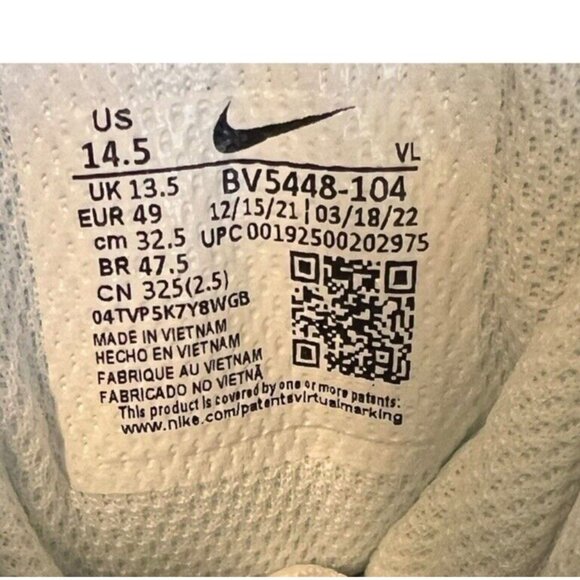 US
14.5
VL
UK 13.5
BV5448-104
EUR 49
12/15/21 | 03/18/22
cm 32.5
UPC 00192500202975
BR 47.5
CN 325(2.5)
04TVP5K7Y8WGB
MADE IN VIETNAM
HECHO EN VIETNAM
FABRIQUE AU VIETNAM
FABRICADO NO VIETNÃ
This product is covered by one or more patents:
www.nike.com/patentsvirtualmarking